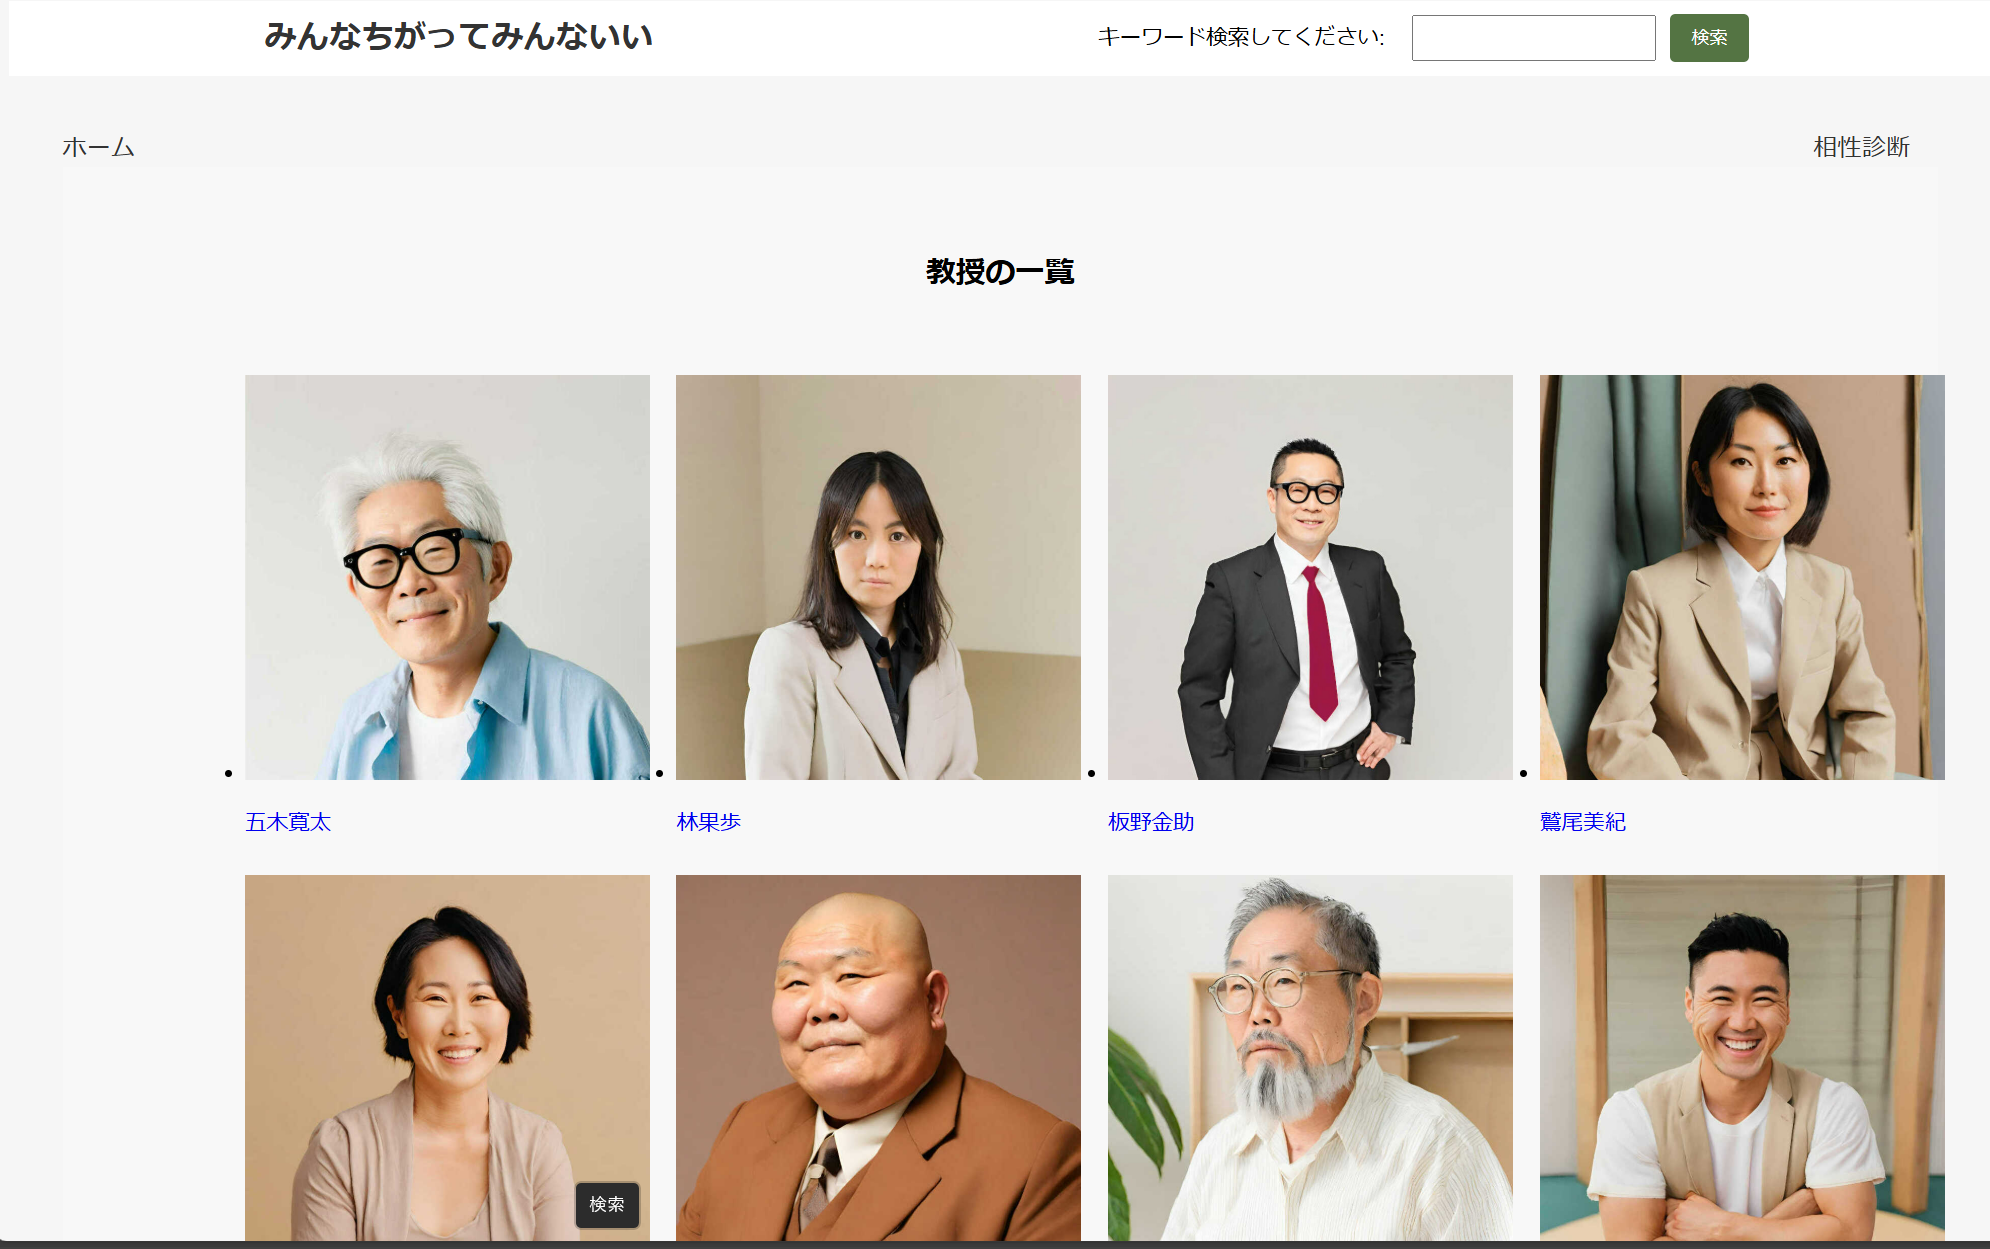 みんなちがってみんないい
キーワード検索してください:
検索
ホーム
相性診断
教授の一覧
五木寛太
林果歩
板野金助
鷲尾美紀
検索